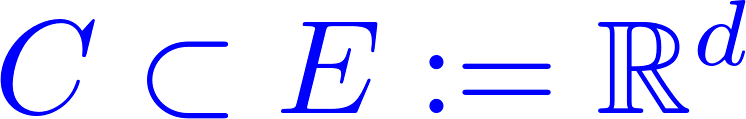 C ⊂ E := ℝ^d